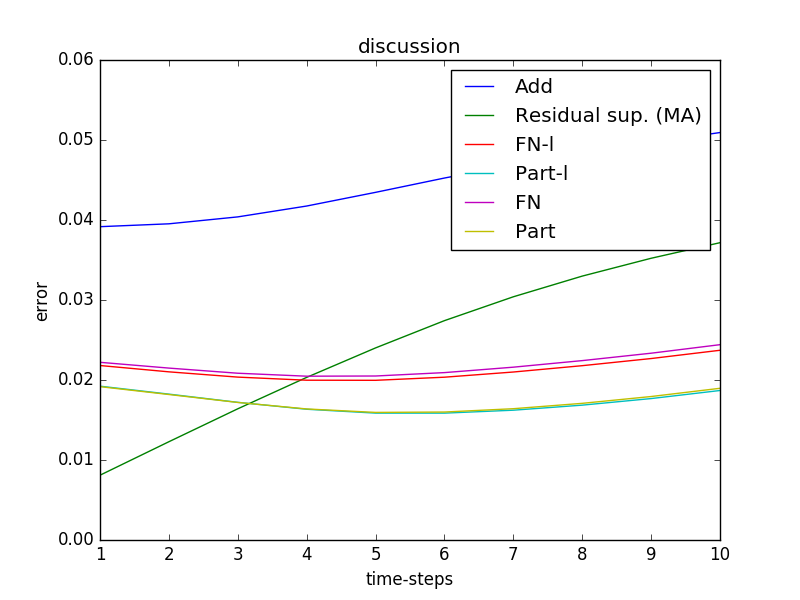 discussion
0.06
0.05
0.04
0.03
0.02
0.01
0.00
error
Add
Residual sup. (MA)
FN-l
Part-l
FN
Part
1 2 3 4 5 6 7 8 9 10
time-steps